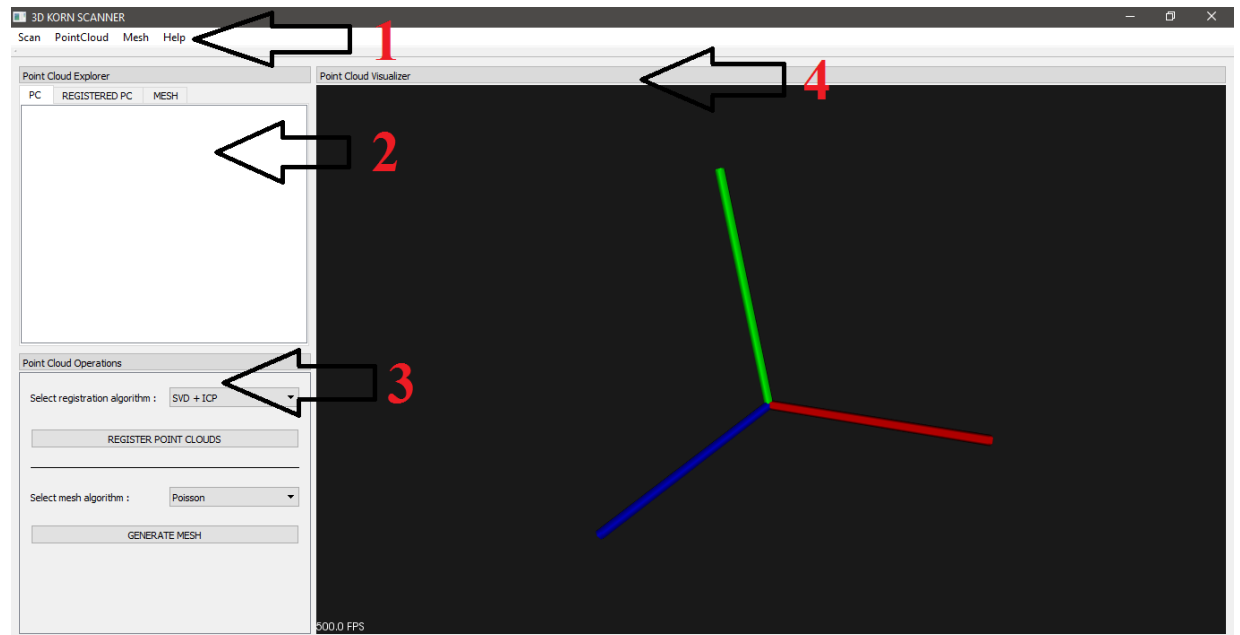 3D KORN SCANNER
Scan PointCloud Mesh Help
1
Point Cloud Explorer
Point Cloud Visualizer
4
PC REGISTERED PC MESH
2
Point Cloud Operations
3
Select registration algorithm : SVD + ICP
REGISTER POINT CLOUDS
Select mesh algorithm : Poisson
GENERATE MESH
500.0 FPS